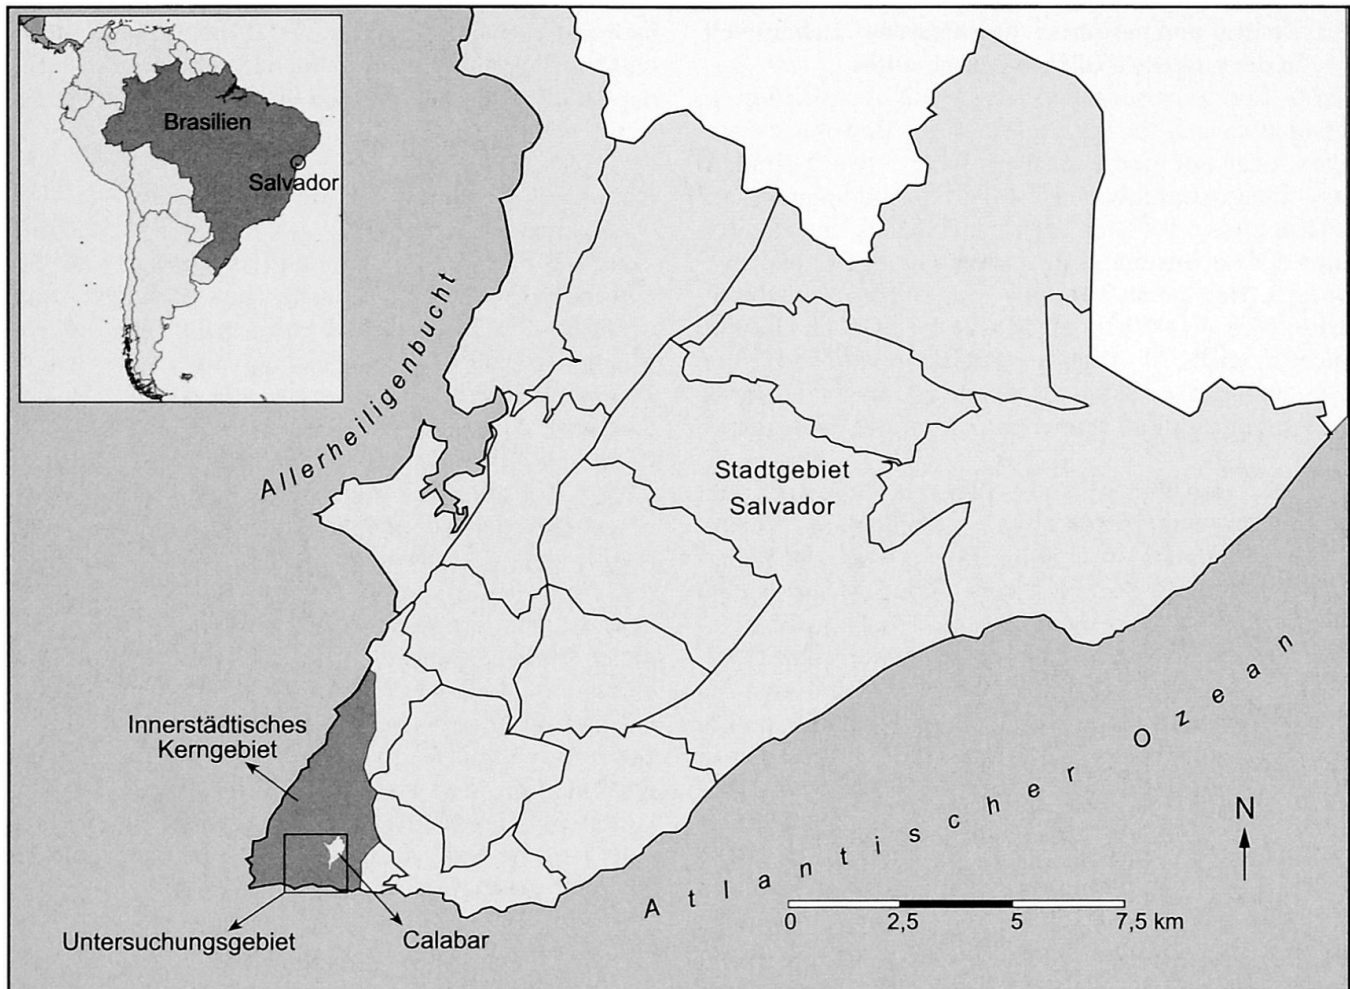 Brasilien
Salvador
Allerheiligenbucht
Stadtgebiet
Salvador
Innerstädtisches
Kerngebiet
Untersuchungsgebiet
Calabar
Atlantischer Ozean
N
0 2,5 5 7,5 km